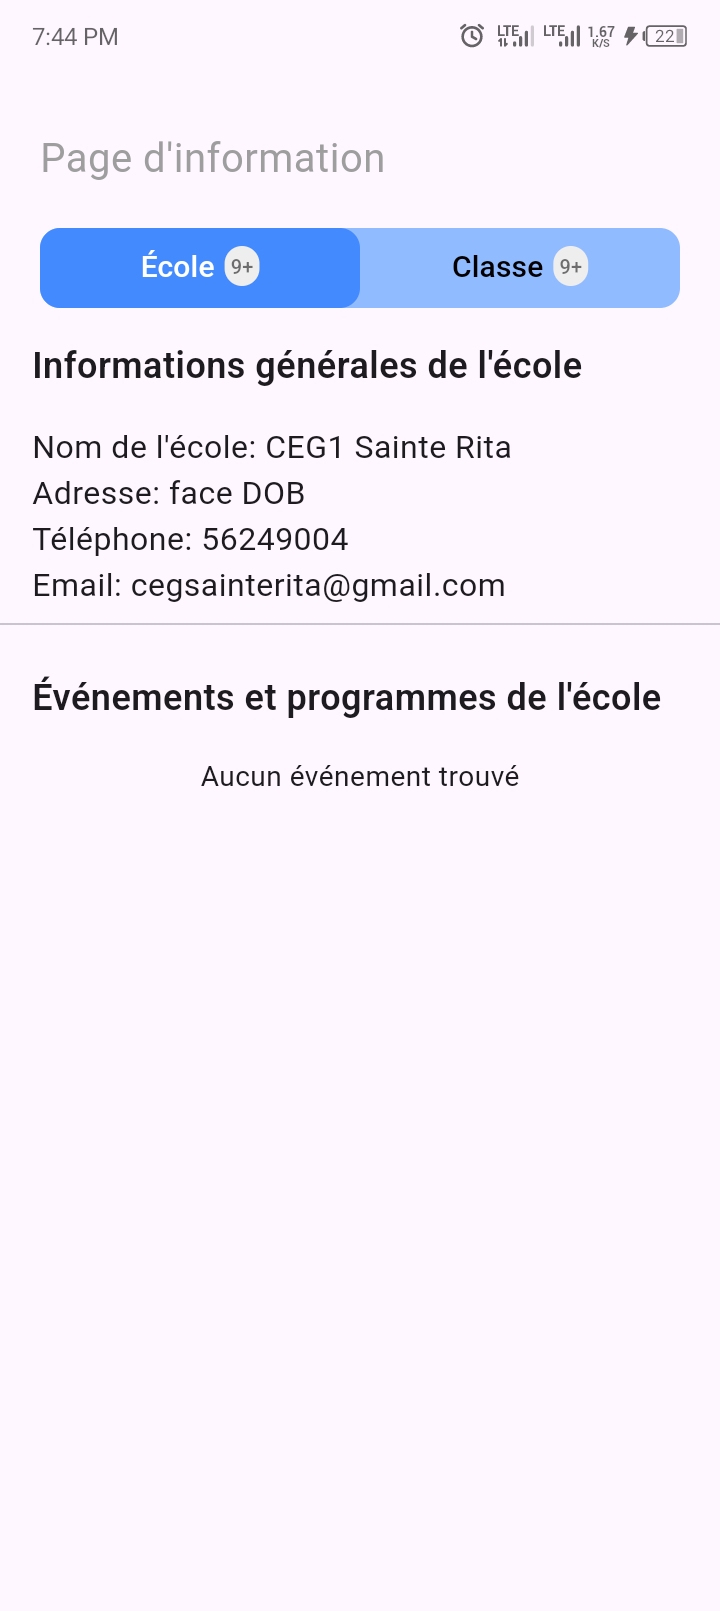 7:44 PM LTE LTE 1.67 K/S 22
Page d'information
École 9+ Classe 9+
Informations générales de l'école
Nom de l'école: CEG1 Sainte Rita
Adresse: face DOB
Téléphone: 56249004
Email: cegsainterita@gmail.com
Événements et programmes de l'école
Aucun événement trouvé